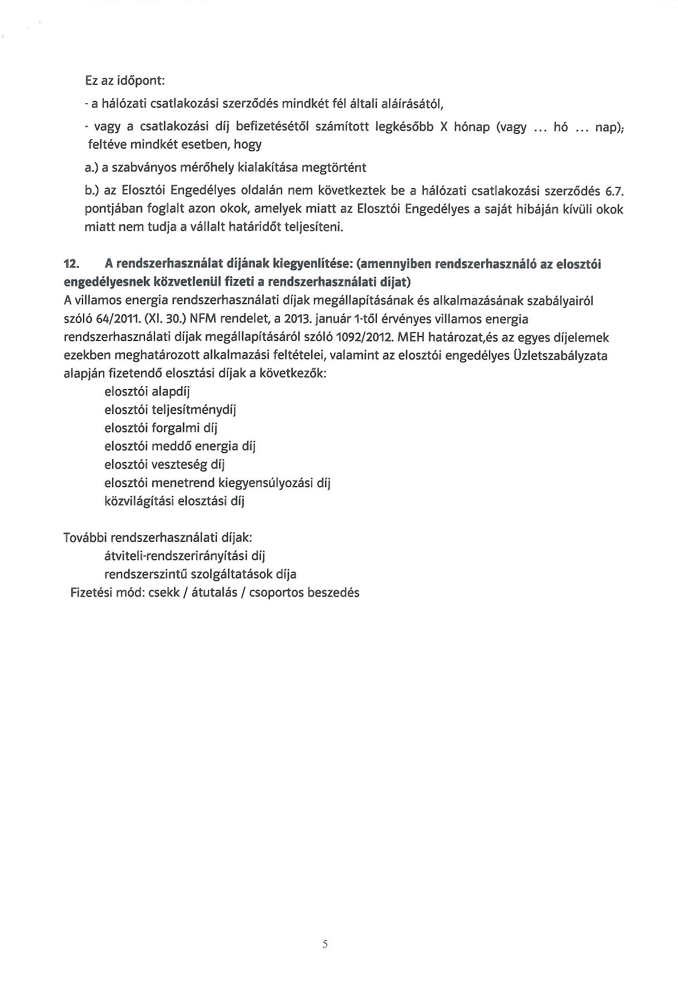 Ez az időpont:
- a hálózati csatlakozási szerződés mindkét fél általi aláírásától,
- vagy a csatlakozási díj befizetésétől számított legkésőbb X hónap (vagy ... hó ... nap),
feltéve mindkét esetben, hogy
a.) a szabványos mérőhely kialakítása megtörtént
b.) az Elosztói Engedélyes oldalán nem következtek be a hálózati csatlakozási szerződés 6.7.
pontjában foglalt azon okok, amelyek miatt az Elosztói Engedélyes a saját hibáján kívüli okok
miatt nem tudja a vállalt határidőt teljesíteni.
12. A rendszerhasználat díjának kiegyenlítése: (amennyiben rendszerhasználó az elosztói
engedélyesnek közvetlenül fizeti a rendszerhasználati díjat)
A villamos energia rendszerhasználati díjak megállapításának és alkalmazásának szabályairól
szóló 64/2011. (XI. 30.) NFM rendelet, a 2013. január 1-től érvényes villamos energia
rendszerhasználati díjak megállapításáról szóló 1092/2012. MEH határozat,és az egyes díjelemek
ezekben meghatározott alkalmazási feltételei, valamint az elosztói engedélyes Üzletszabályzata
alapján fizetendő elosztási díjak a következők:
elosztói alapdíj
elosztói teljesítménydíj
elosztói forgalmi díj
elosztói meddő energia díj
elosztói veszteség díj
elosztói menetrend kiegyensúlyozási díj
közvilágítási elosztási díj
További rendszerhasználati díjak:
átviteli-rendszerirányítási díj
rendszerszintű szolgáltatások díja
Fizetési mód: csekk / átutalás / csoportos beszedés
5